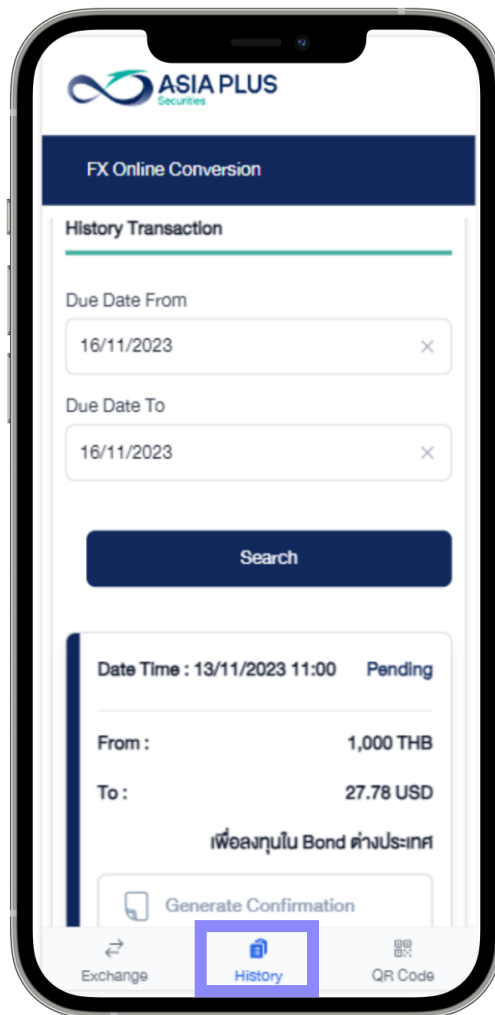 ASIA PLUS
Securities
FX Online Conversion
History Transaction
Due Date From
16/11/2023
Due Date To
16/11/2023
Search
Date Time : 13/11/2023 11:00 Pending
From : 1,000 THB
To : 27.78 USD
เพื่อลงทุนใน Bond ต่างประเทศ
Generate Confirmation
Exchange History QR Code